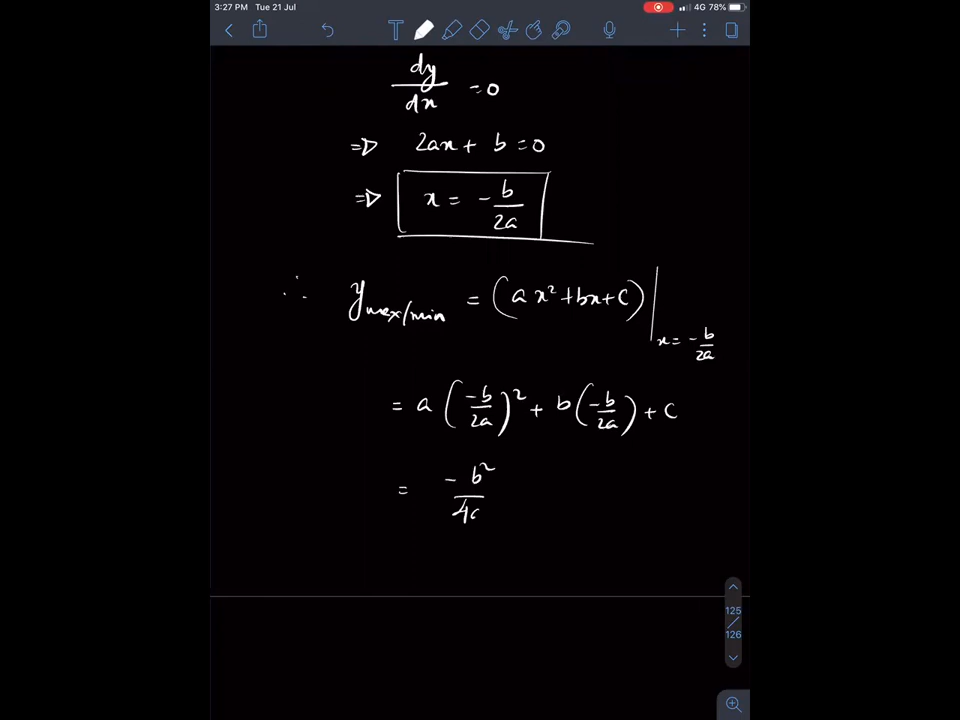 3:27 PM Tue 21 Jul 4G 78%
T
dy/dx = 0
=> 2ax + b = 0
=> x = - b/2a
∴ y max/min = (ax² + bx + c) | x = - b/2a
= a (-b/2a)² + b (-b/2a) + c
= - b²/4c
125
126